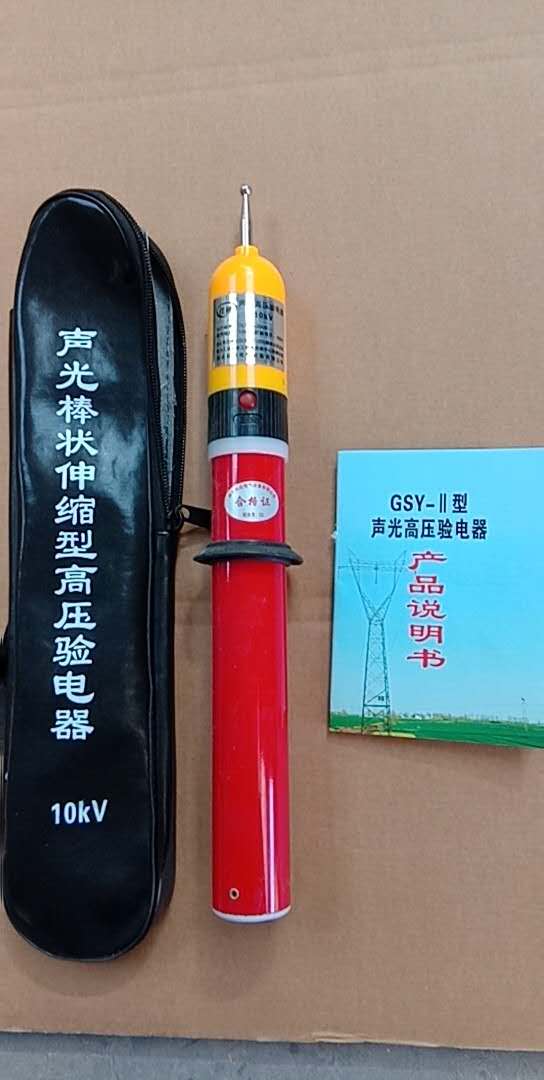 声光棒状伸缩型高压验电器
10kV
10kV
合格证
GSY-Ⅱ型
声光高压验电器
产品说明书